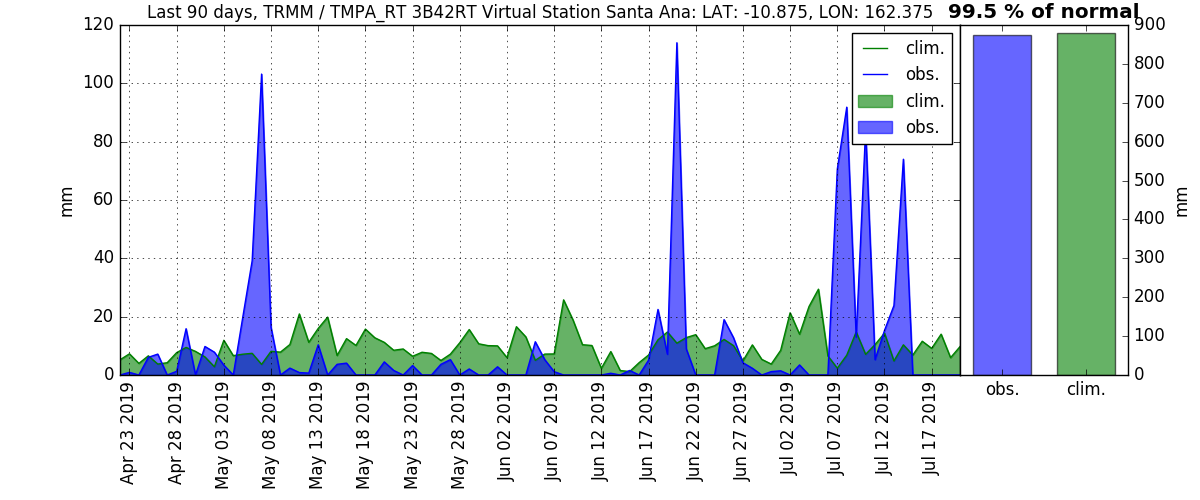 Last 90 days, TRMM / TMPA_RT 3B42RT Virtual Station Santa Ana: LAT: -10.875, LON: 162.375 99.5 % of normal
120 900
100 800
80 700
60 600
40 500
20 400
0 300
200
100
0
mm
mm
clim.
obs.
clim.
obs.
obs. clim.
Apr 23 2019
Apr 28 2019
May 03 2019
May 08 2019
May 13 2019
May 18 2019
May 23 2019
May 28 2019
Jun 02 2019
Jun 07 2019
Jun 12 2019
Jun 17 2019
Jun 22 2019
Jun 27 2019
Jul 02 2019
Jul 07 2019
Jul 12 2019
Jul 17 2019